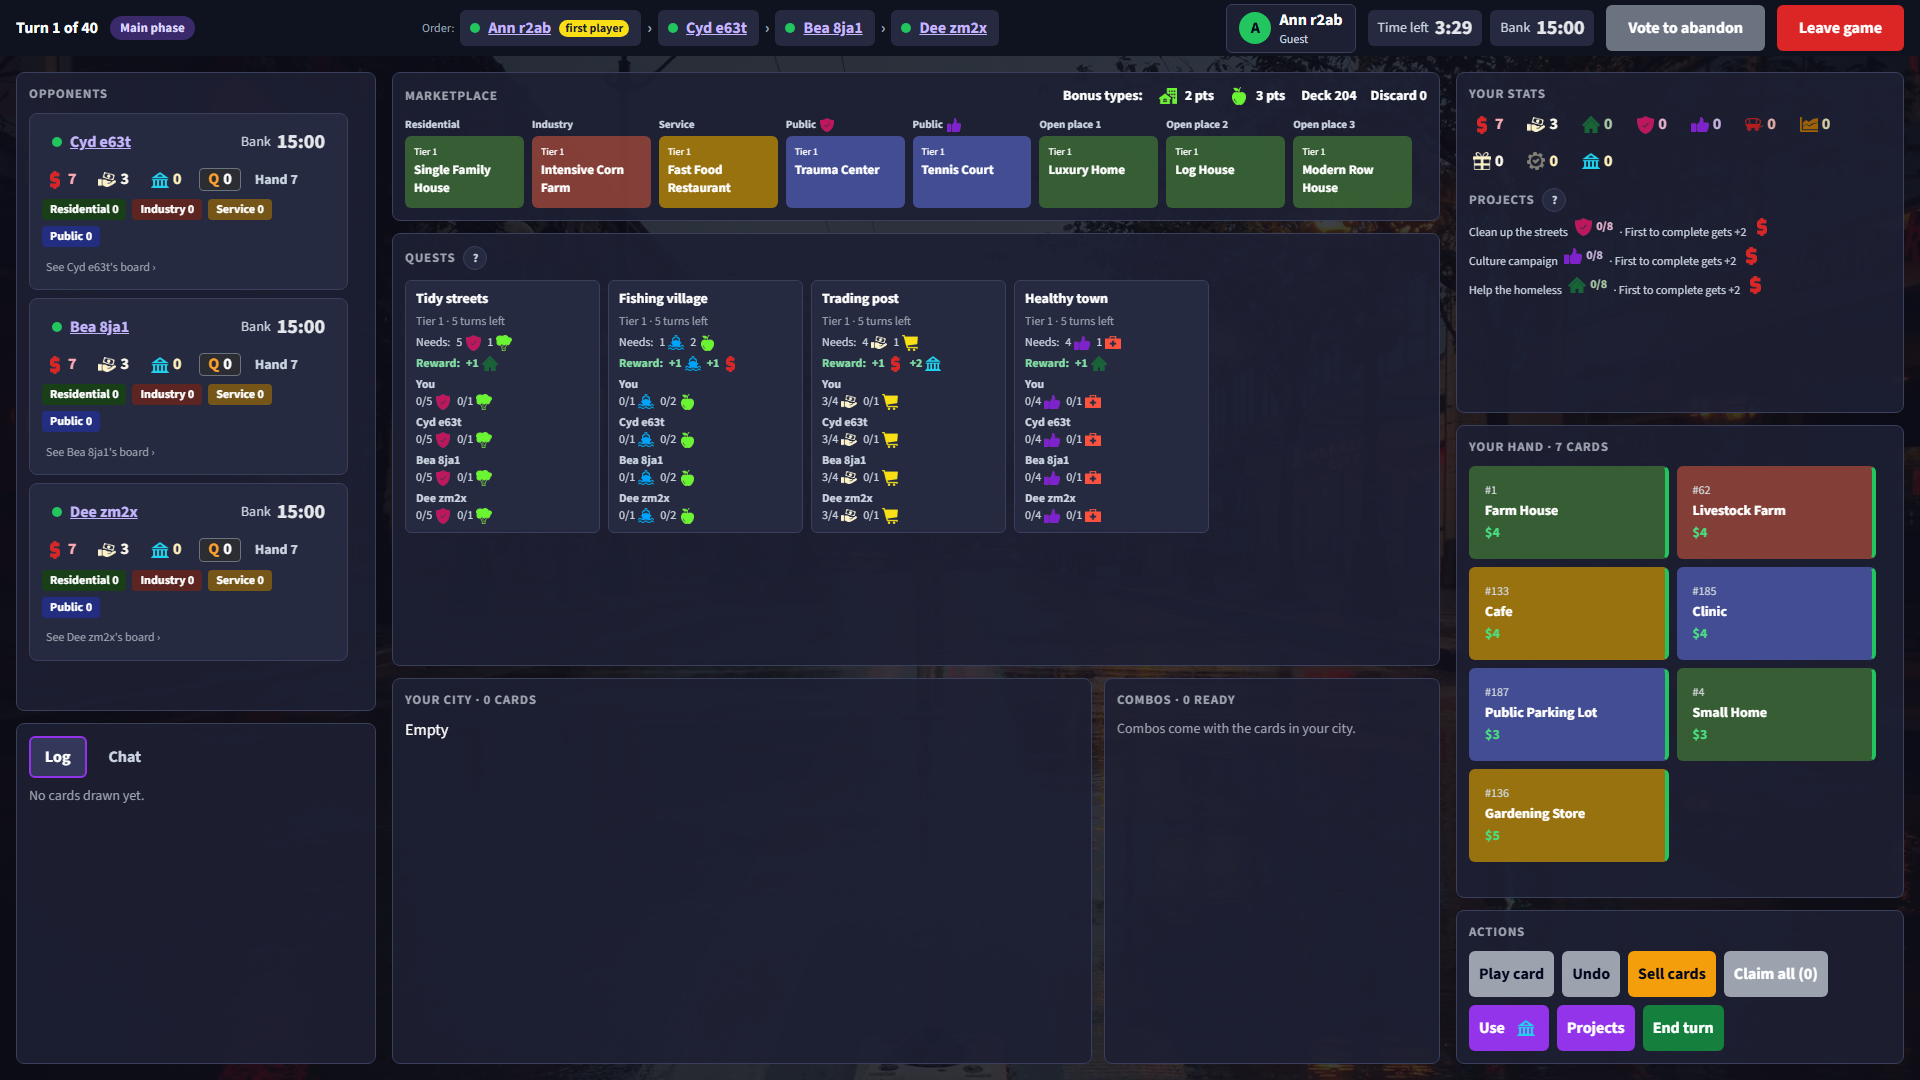 Turn 1 of 40
Main phase
Order:
Ann r2ab
first player
›
Cyd e63t
›
Bea 8ja1
›
Dee zm2x
A
Ann r2ab
Guest
Time left 3:29
Bank 15:00
Vote to abandon
Leave game
OPPONENTS
Cyd e63t
Bank 15:00
7
3
0
Q 0
Hand 7
Residential 0
Industry 0
Service 0
Public 0
See Cyd e63t's board ›
Bea 8ja1
Bank 15:00
7
3
0
Q 0
Hand 7
Residential 0
Industry 0
Service 0
Public 0
See Bea 8ja1's board ›
Dee zm2x
Bank 15:00
7
3
0
Q 0
Hand 7
Residential 0
Industry 0
Service 0
Public 0
See Dee zm2x's board ›
Log
Chat
No cards drawn yet.
MARKETPLACE
Bonus types:
2 pts
3 pts
Deck 204
Discard 0
Residential
Tier 1
Single Family
House
Industry
Tier 1
Intensive Corn
Farm
Service
Tier 1
Fast Food
Restaurant
Public
Tier 1
Trauma Center
Public
Tier 1
Tennis Court
Open place 1
Tier 1
Luxury Home
Open place 2
Tier 1
Log House
Open place 3
Tier 1
Modern Row
House
QUESTS
?
Tidy streets
Tier 1 · 5 turns left
Needs: 5 1
Reward: +1
You
0/5 0/1
Cyd e63t
0/5 0/1
Bea 8ja1
0/5 0/1
Dee zm2x
0/5 0/1
Fishing village
Tier 1 · 5 turns left
Needs: 1 2
Reward: +1 +1
You
0/1 0/2
Cyd e63t
0/1 0/2
Bea 8ja1
0/1 0/2
Dee zm2x
0/1 0/2
Trading post
Tier 1 · 5 turns left
Needs: 4 1
Reward: +1 +2
You
3/4 0/1
Cyd e63t
3/4 0/1
Bea 8ja1
3/4 0/1
Dee zm2x
3/4 0/1
Healthy town
Tier 1 · 5 turns left
Needs: 4 1
Reward: +1
You
0/4 0/1
Cyd e63t
0/4 0/1
Bea 8ja1
0/4 0/1
Dee zm2x
0/4 0/1
YOUR CITY · 0 CARDS
Empty
COMBOS · 0 READY
Combos come with the cards in your city.
YOUR STATS
7
3
0
0
0
0
0
0
0
0
PROJECTS
?
Clean up the streets 0/8 · First to complete gets +2
Culture campaign 0/8 · First to complete gets +2
Help the homeless 0/8 · First to complete gets +2
YOUR HAND · 7 CARDS
#1
Farm House
$4
#62
Livestock Farm
$4
#133
Cafe
$4
#185
Clinic
$4
#187
Public Parking Lot
$3
#4
Small Home
$3
#136
Gardening Store
$5
ACTIONS
Play card
Undo
Sell cards
Claim all (0)
Use
Projects
End turn